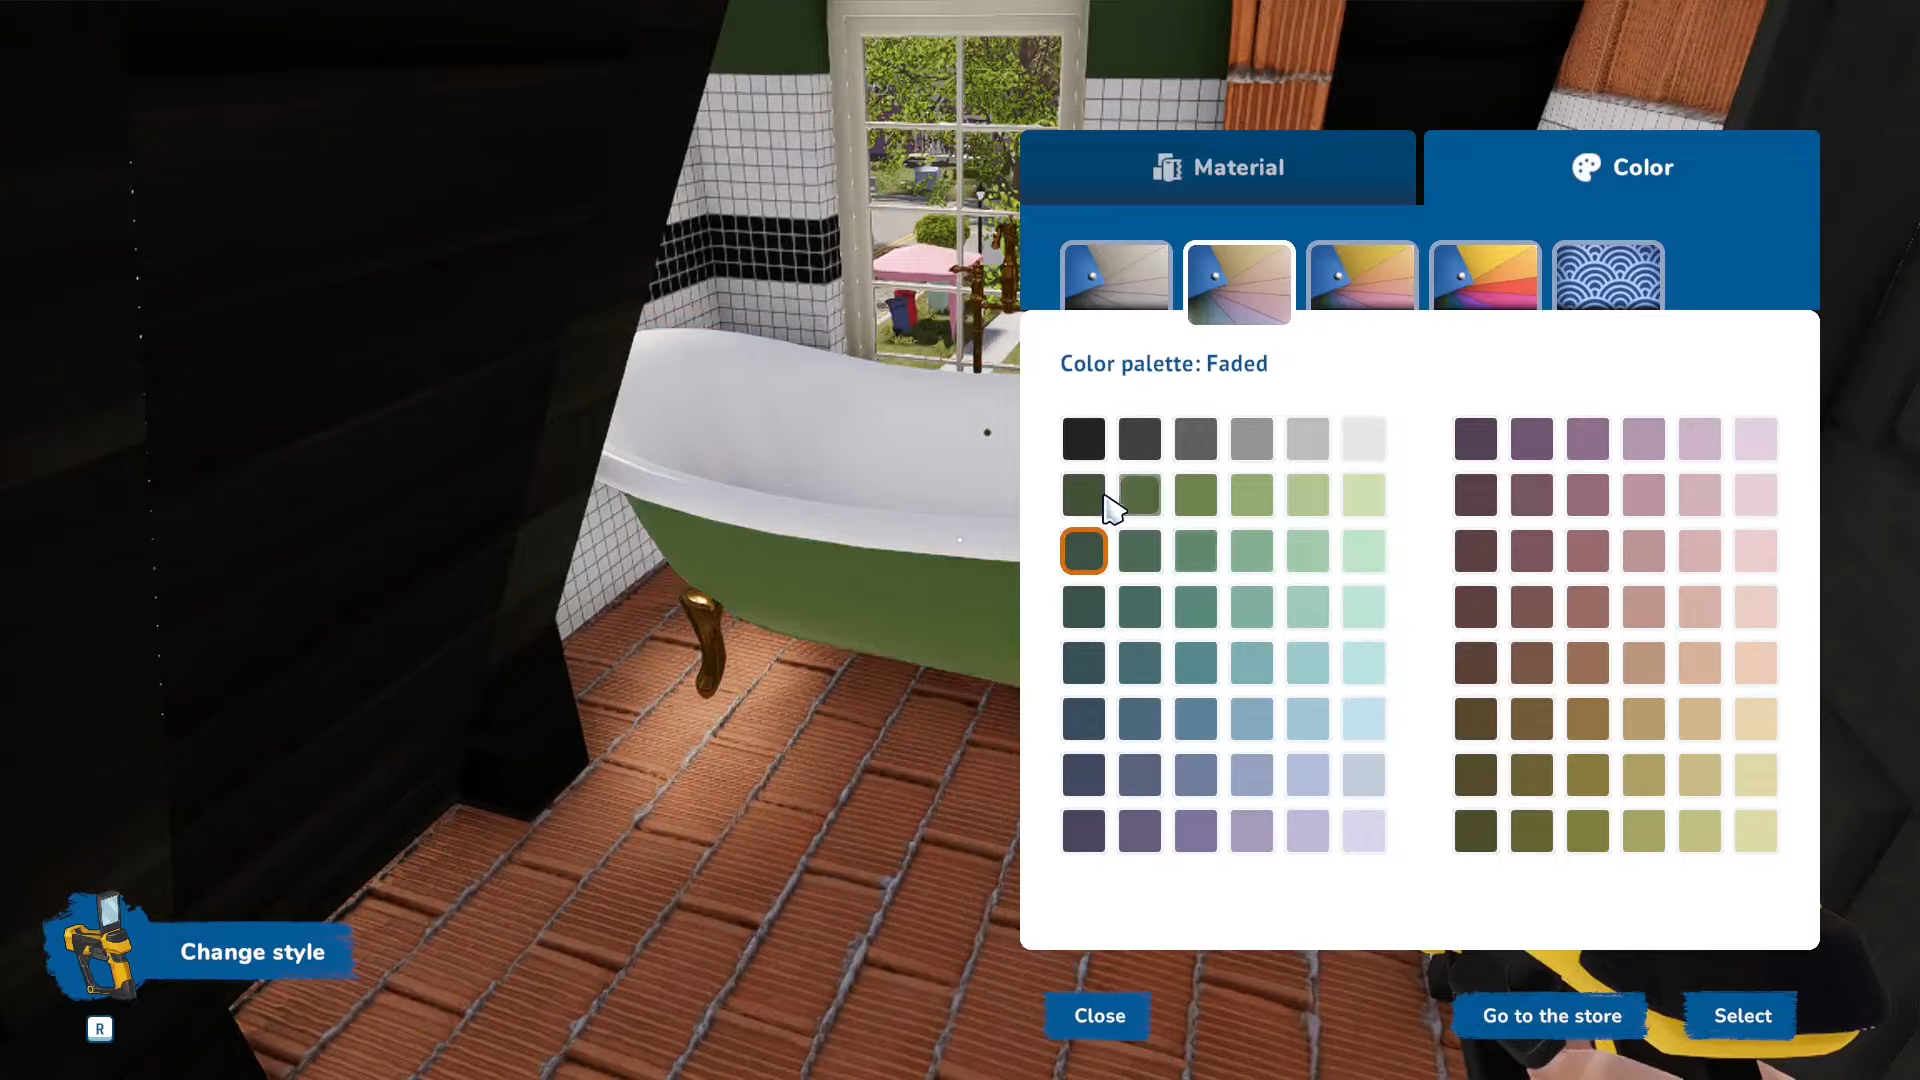 Material
Color
Color palette: Faded
Change style
R
Close
Go to the store
Select